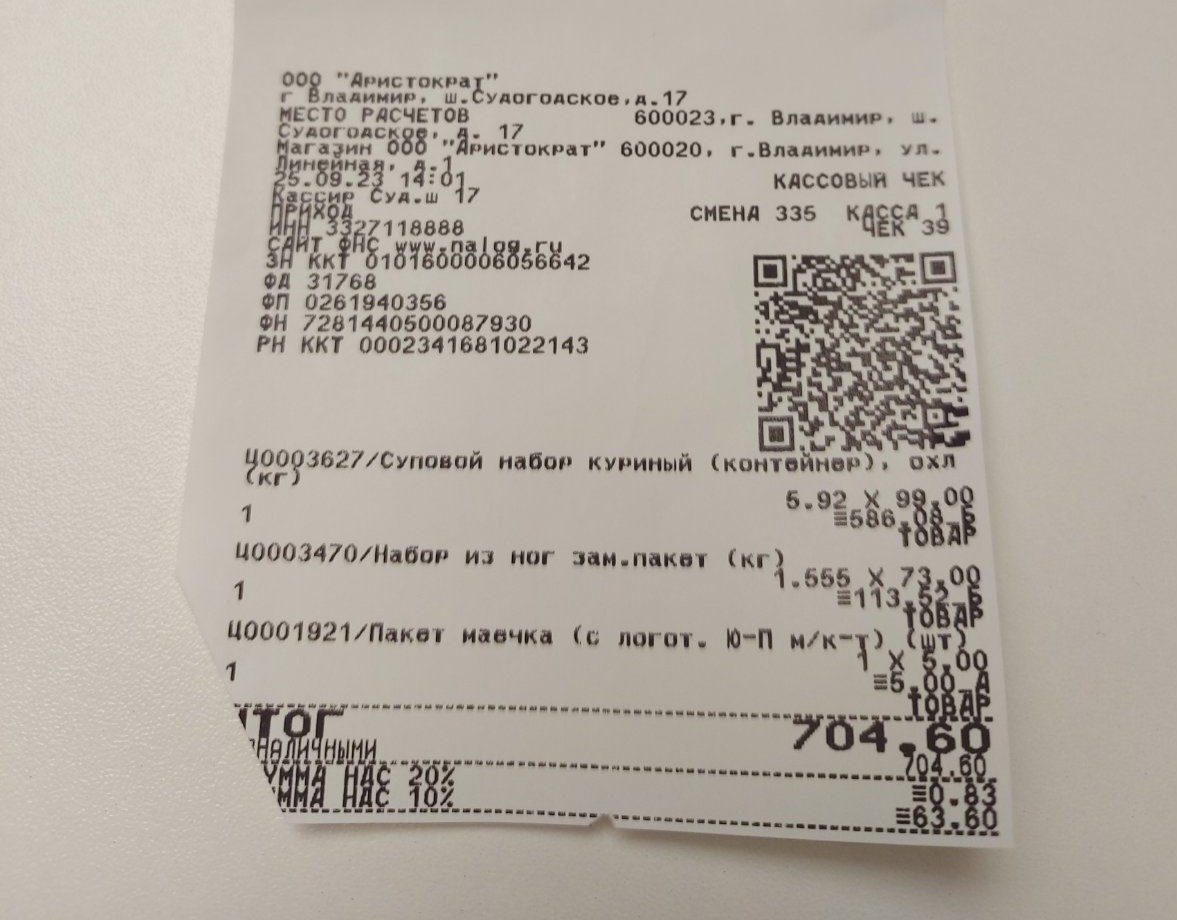 ООО "Аристократ"
г Владимир, ш.Судогодское,д.17
МЕСТО РАСЧЕТОВ 600023,г. Владимир, ш.
Судогодское, д. 17
Магазин ООО "Аристократ" 600020, г.Владимир, ул.
Линейная, д.1
25.09.23 14:01 КАССОВЫЙ ЧЕК
Кассир Суд.ш 17
ПРИХОД СМЕНА 335 КАССА 1
ИНН 3327118888 ЧЕК 39
САЙТ ФНС www.nalog.ru
ЗН ККТ 0101600006056642
ФД 31768
ФП 0261940356
ФН 7281440500087930
РН ККТ 0002341681022143
Ц0003627/Суповой набор куриный (контейнер), охл
(кг)
5.92 X 99.00
1 ≡586.08_Б
ТОВАР
Ц0003470/Набор из ног зам.пакет (кг)
1.555 X 73.00
1 ≡113.52_Б
ТОВАР
Ц0001921/Пакет маечка (с логот. Ю-П м/к-т) (шт)
1 X 5.00
1 ≡5.00_А
ТОВАР
ИТОГ 704.60
НАЛИЧНЫМИ 704.60
УММА НДС 20% ≡0.83
ММА НДС 10% ≡63.60